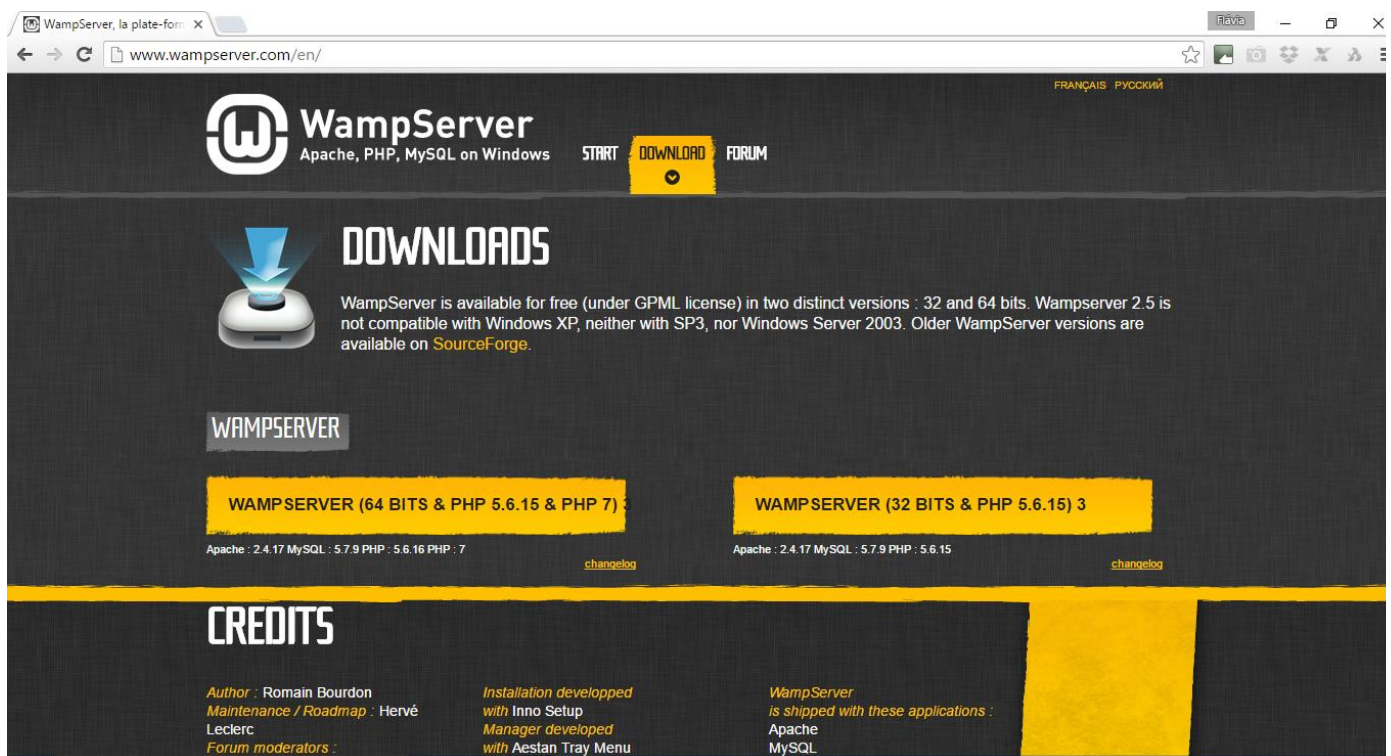 WampServer, la plate-form
Flávia
www.wampserver.com/en/
FRANÇAIS РУССКИЙ
WampServer
Apache, PHP, MySQL on Windows
START DOWNLOAD FORUM
DOWNLOADS
WampServer is available for free (under GPML license) in two distinct versions : 32 and 64 bits. Wampserver 2.5 is
not compatible with Windows XP, neither with SP3, nor Windows Server 2003. Older WampServer versions are
available on SourceForge.
WAMPSERVER
WAMPSERVER (64 BITS & PHP 5.6.15 & PHP 7) 3
Apache : 2.4.17 MySQL : 5.7.9 PHP : 5.6.16 PHP : 7
changelog
WAMPSERVER (32 BITS & PHP 5.6.15) 3
Apache : 2.4.17 MySQL : 5.7.9 PHP : 5.6.15
changelog
CREDITS
Author : Romain Bourdon
Maintenance / Roadmap : Hervé
Leclerc
Forum moderators :
Installation developped
with Inno Setup
Manager developed
with Aestan Tray Menu
WampServer
is shipped with these applications :
Apache
MySQL